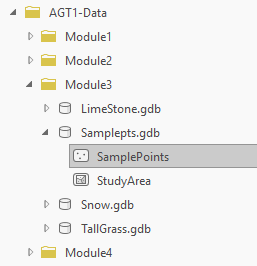 AGT1-Data
Module1
Module2
Module3
LimeStone.gdb
Samplepts.gdb
SamplePoints
StudyArea
Snow.gdb
TallGrass.gdb
Module4